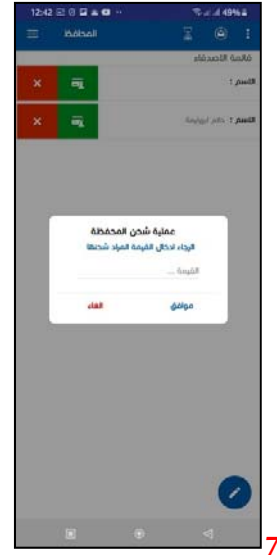 12:42 49%
المحافظ
قائمة الاصدقاء
الاسم :
الاسم :
عملية شحن المحفظة
الرجاء ادخال القيمة المراد شحنها
القيمة ...
موافق الغاء
7